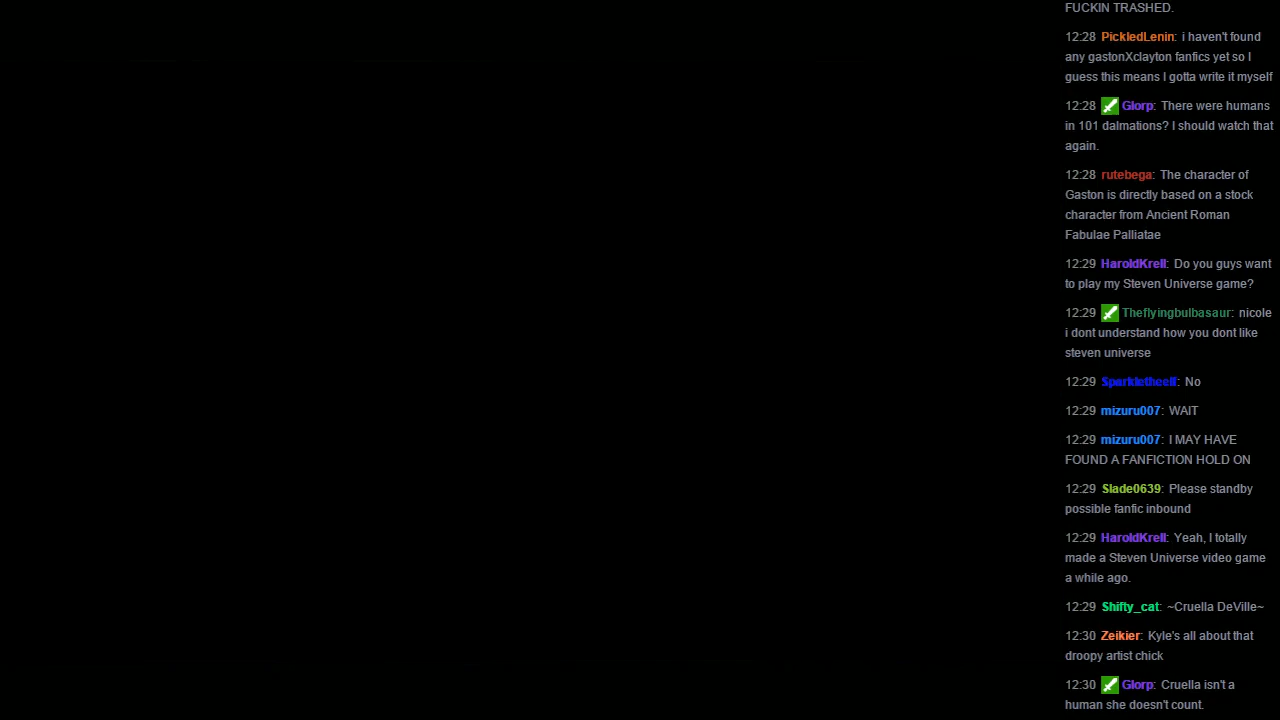 FUCKIN TRASHED.
12:28 PickledLenin: i haven't found
any gastonXclayton fanfics yet so I
guess this means I gotta write it myself
12:28 Glorp: There were humans
in 101 dalmations? I should watch that
again.
12:28 rutebega: The character of
Gaston is directly based on a stock
character from Ancient Roman
Fabulae Palliatae
12:29 HaroldKrell: Do you guys want
to play my Steven Universe game?
12:29 Theflyingbulbasaur: nicole
i dont understand how you dont like
steven universe
12:29 Sparkletheelf: No
12:29 mizuru007: WAIT
12:29 mizuru007: I MAY HAVE
FOUND A FANFICTION HOLD ON
12:29 Slade0639: Please standby
possible fanfic inbound
12:29 HaroldKrell: Yeah, I totally
made a Steven Universe video game
a while ago.
12:29 Shifty_cat: ~Cruella DeVille~
12:30 Zeikier: Kyle's all about that
droopy artist chick
12:30 Glorp: Cruella isn't a
human she doesn't count.